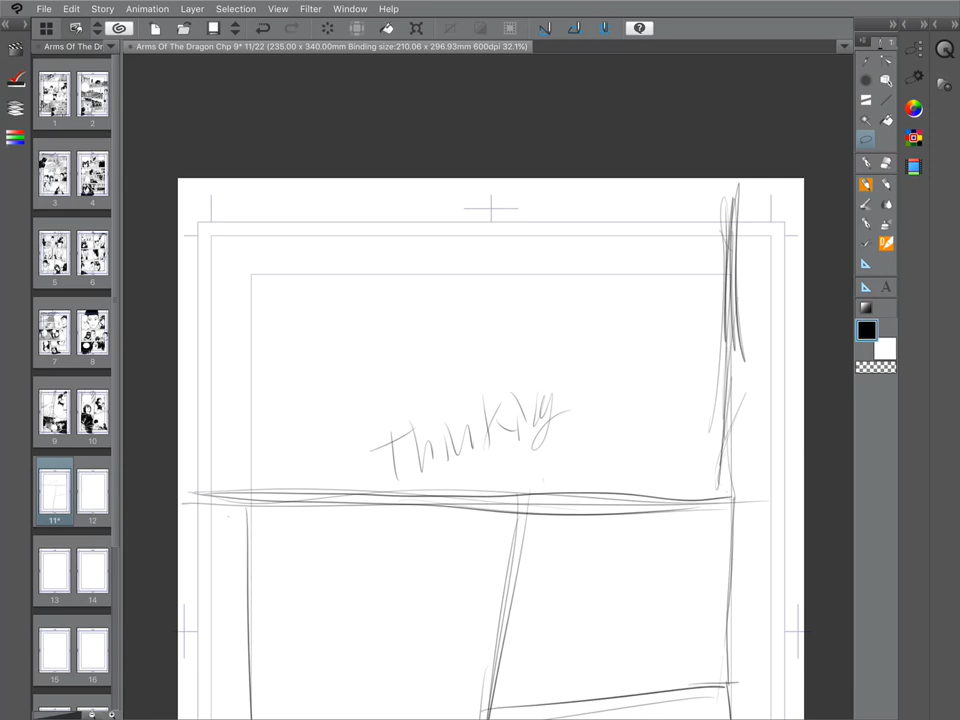 File Edit Story Animation Layer Selection View Filter Window Help
Arms Of The Dr
Arms Of The Dragon Chp 9* 11/22 (235.00 x 340.00mm Binding size:210.06 x 296.93mm 600dpi 32.1%)
1 2
3 4
5 6
7 8
9 10
11* 12
13 14
15 16
Thinking
T
A